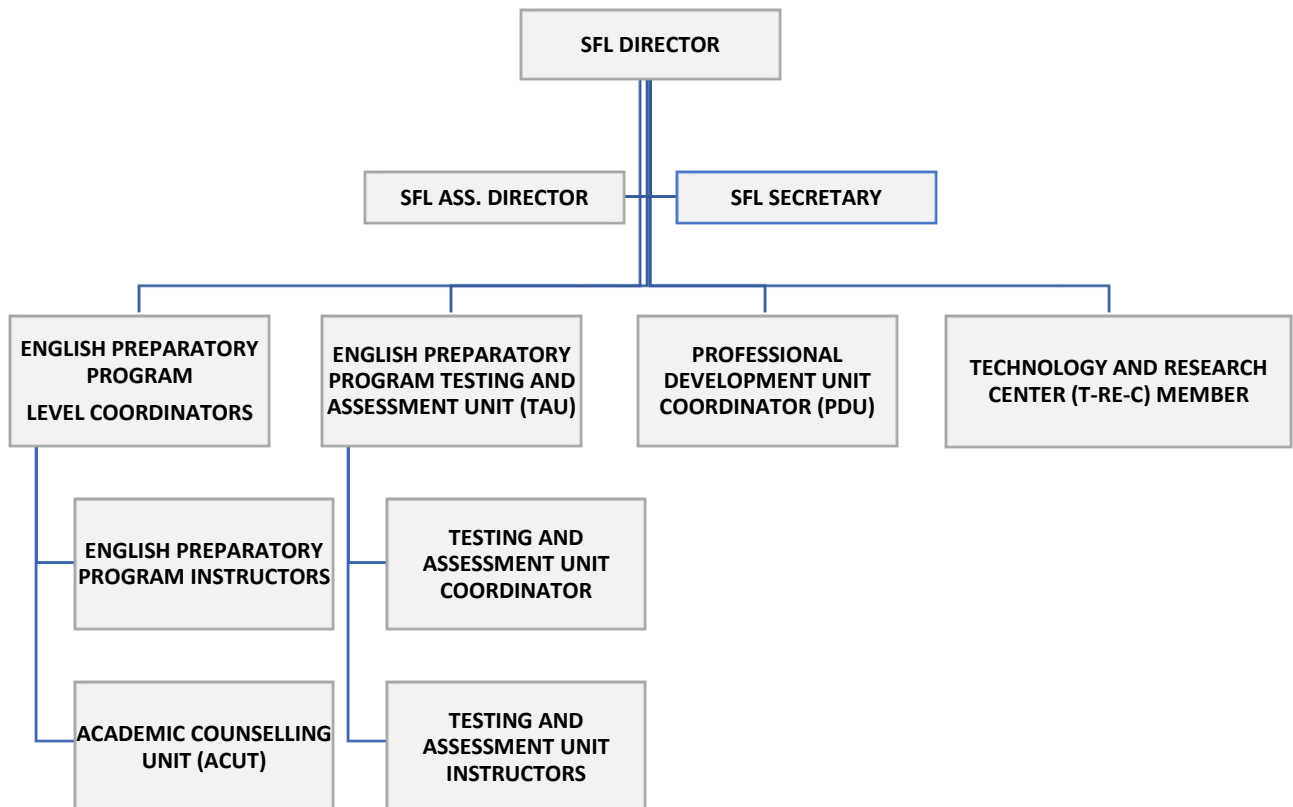 SFL DIRECTOR
SFL ASS. DIRECTOR
SFL SECRETARY
ENGLISH PREPARATORY
PROGRAM
LEVEL COORDINATORS
ENGLISH PREPARATORY
PROGRAM TESTING AND
ASSESSMENT UNIT (TAU)
PROFESSIONAL
DEVELOPMENT UNIT
COORDINATOR (PDU)
TECHNOLOGY AND RESEARCH
CENTER (T-RE-C) MEMBER
ENGLISH PREPARATORY
PROGRAM INSTRUCTORS
TESTING AND
ASSESSMENT UNIT
COORDINATOR
ACADEMIC COUNSELLING
UNIT (ACUT)
TESTING AND
ASSESSMENT UNIT
INSTRUCTORS